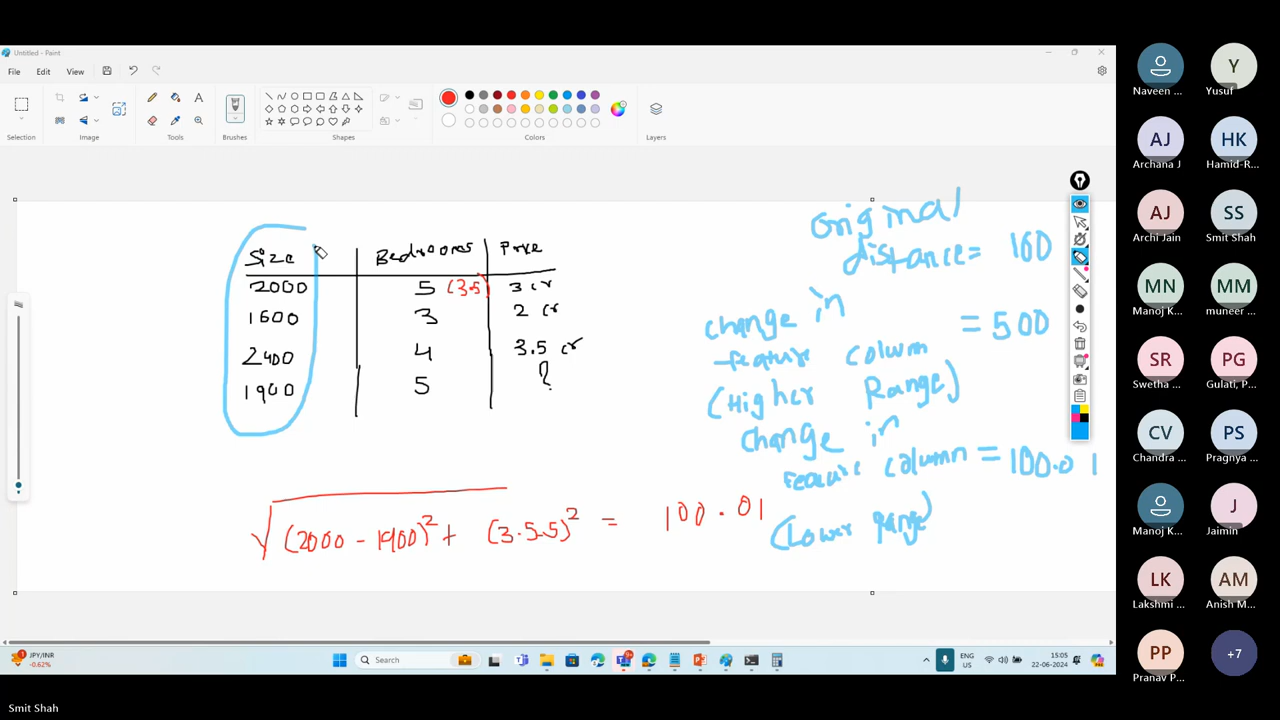 Untitled - Paint
File Edit View
Selection
Image
Tools
Brushes
Shapes
Colors
Layers
Size Bedrooms Price
2000 5 (35) 3 cr
1600 3 2 cr
2400 4 3.5 cr
1900 5 ?
√(2000 - 1900)² + (3.5.5)² = 100.01
Original
distance = 100
change in
feature column = 500
(Higher Range)
change in
feature column = 100.01
(Lower Range)
Naveen ...
Y
Yusuf
AJ
Archana J
HK
Hamid-R...
AJ
Archi Jain
SS
Smit Shah
MN
Manoj K...
MM
muneer ...
SR
Swetha ...
PG
Gulati, P...
CV
Chandra ...
PS
Pragnya ...
Manoj K...
J
Jaimin
LK
Lakshmi ...
AM
Anish M...
PP
Pranav P...
+7
JPY/INR
-0.62%
Search
ENG
US
15:05
22-06-2024
Smit Shah